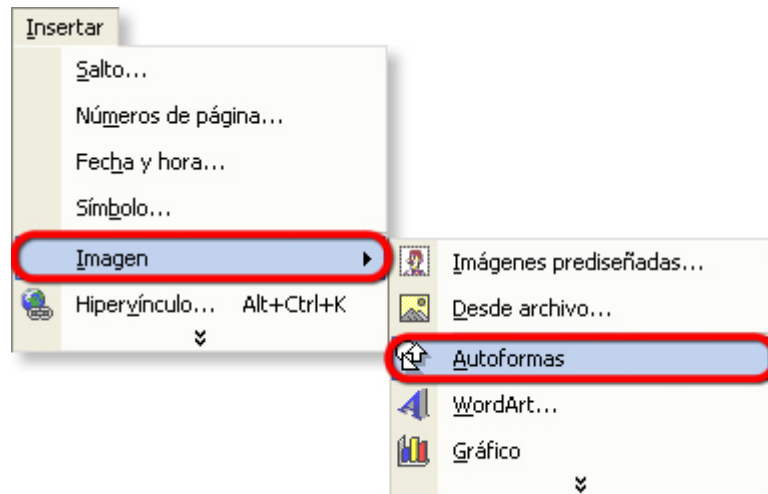 Insertar
Salto...
Números de página...
Fecha y hora...
Símbolo...
Imagen
Hipervínculo... Alt+Ctrl+K
Imágenes prediseñadas...
Desde archivo...
Autoformas
WordArt...
Gráfico